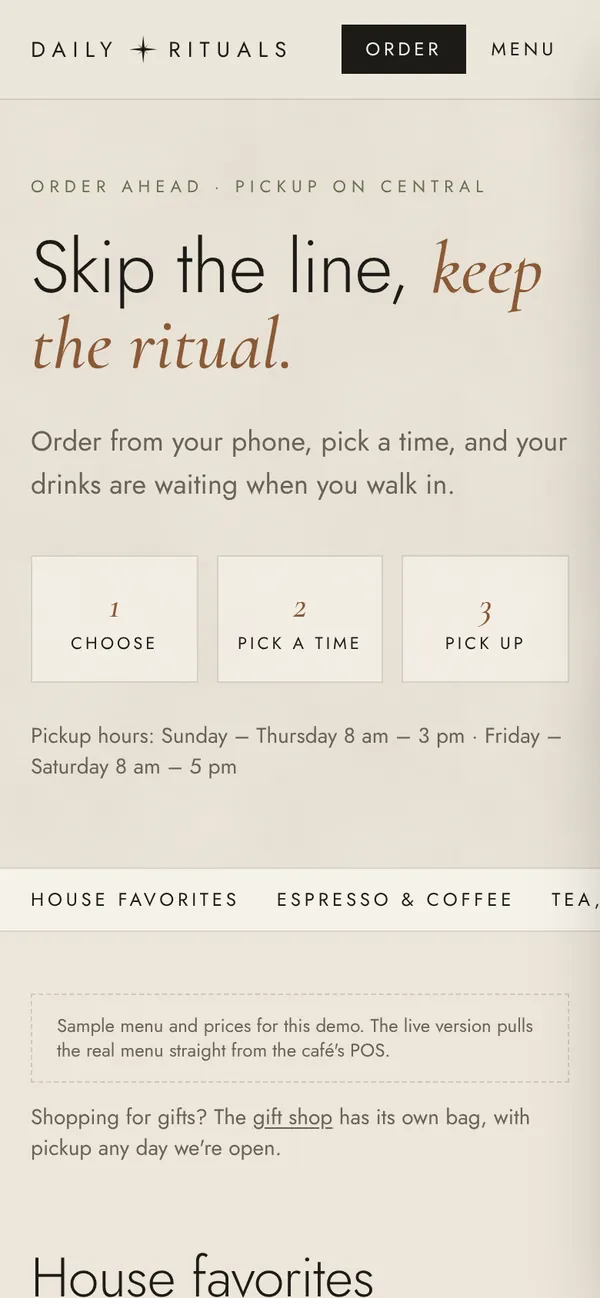 DAILY RITUALS
ORDER
MENU
ORDER AHEAD · PICKUP ON CENTRAL
Skip the line, keep
the ritual.
Order from your phone, pick a time, and your
drinks are waiting when you walk in.
1
CHOOSE
2
PICK A TIME
3
PICK UP
Pickup hours: Sunday – Thursday 8 am – 3 pm · Friday –
Saturday 8 am – 5 pm
HOUSE FAVORITES
ESPRESSO & COFFEE
TEA,
Sample menu and prices for this demo. The live version pulls
the real menu straight from the café's POS.
Shopping for gifts? The gift shop has its own bag, with
pickup any day we're open.
House favorites